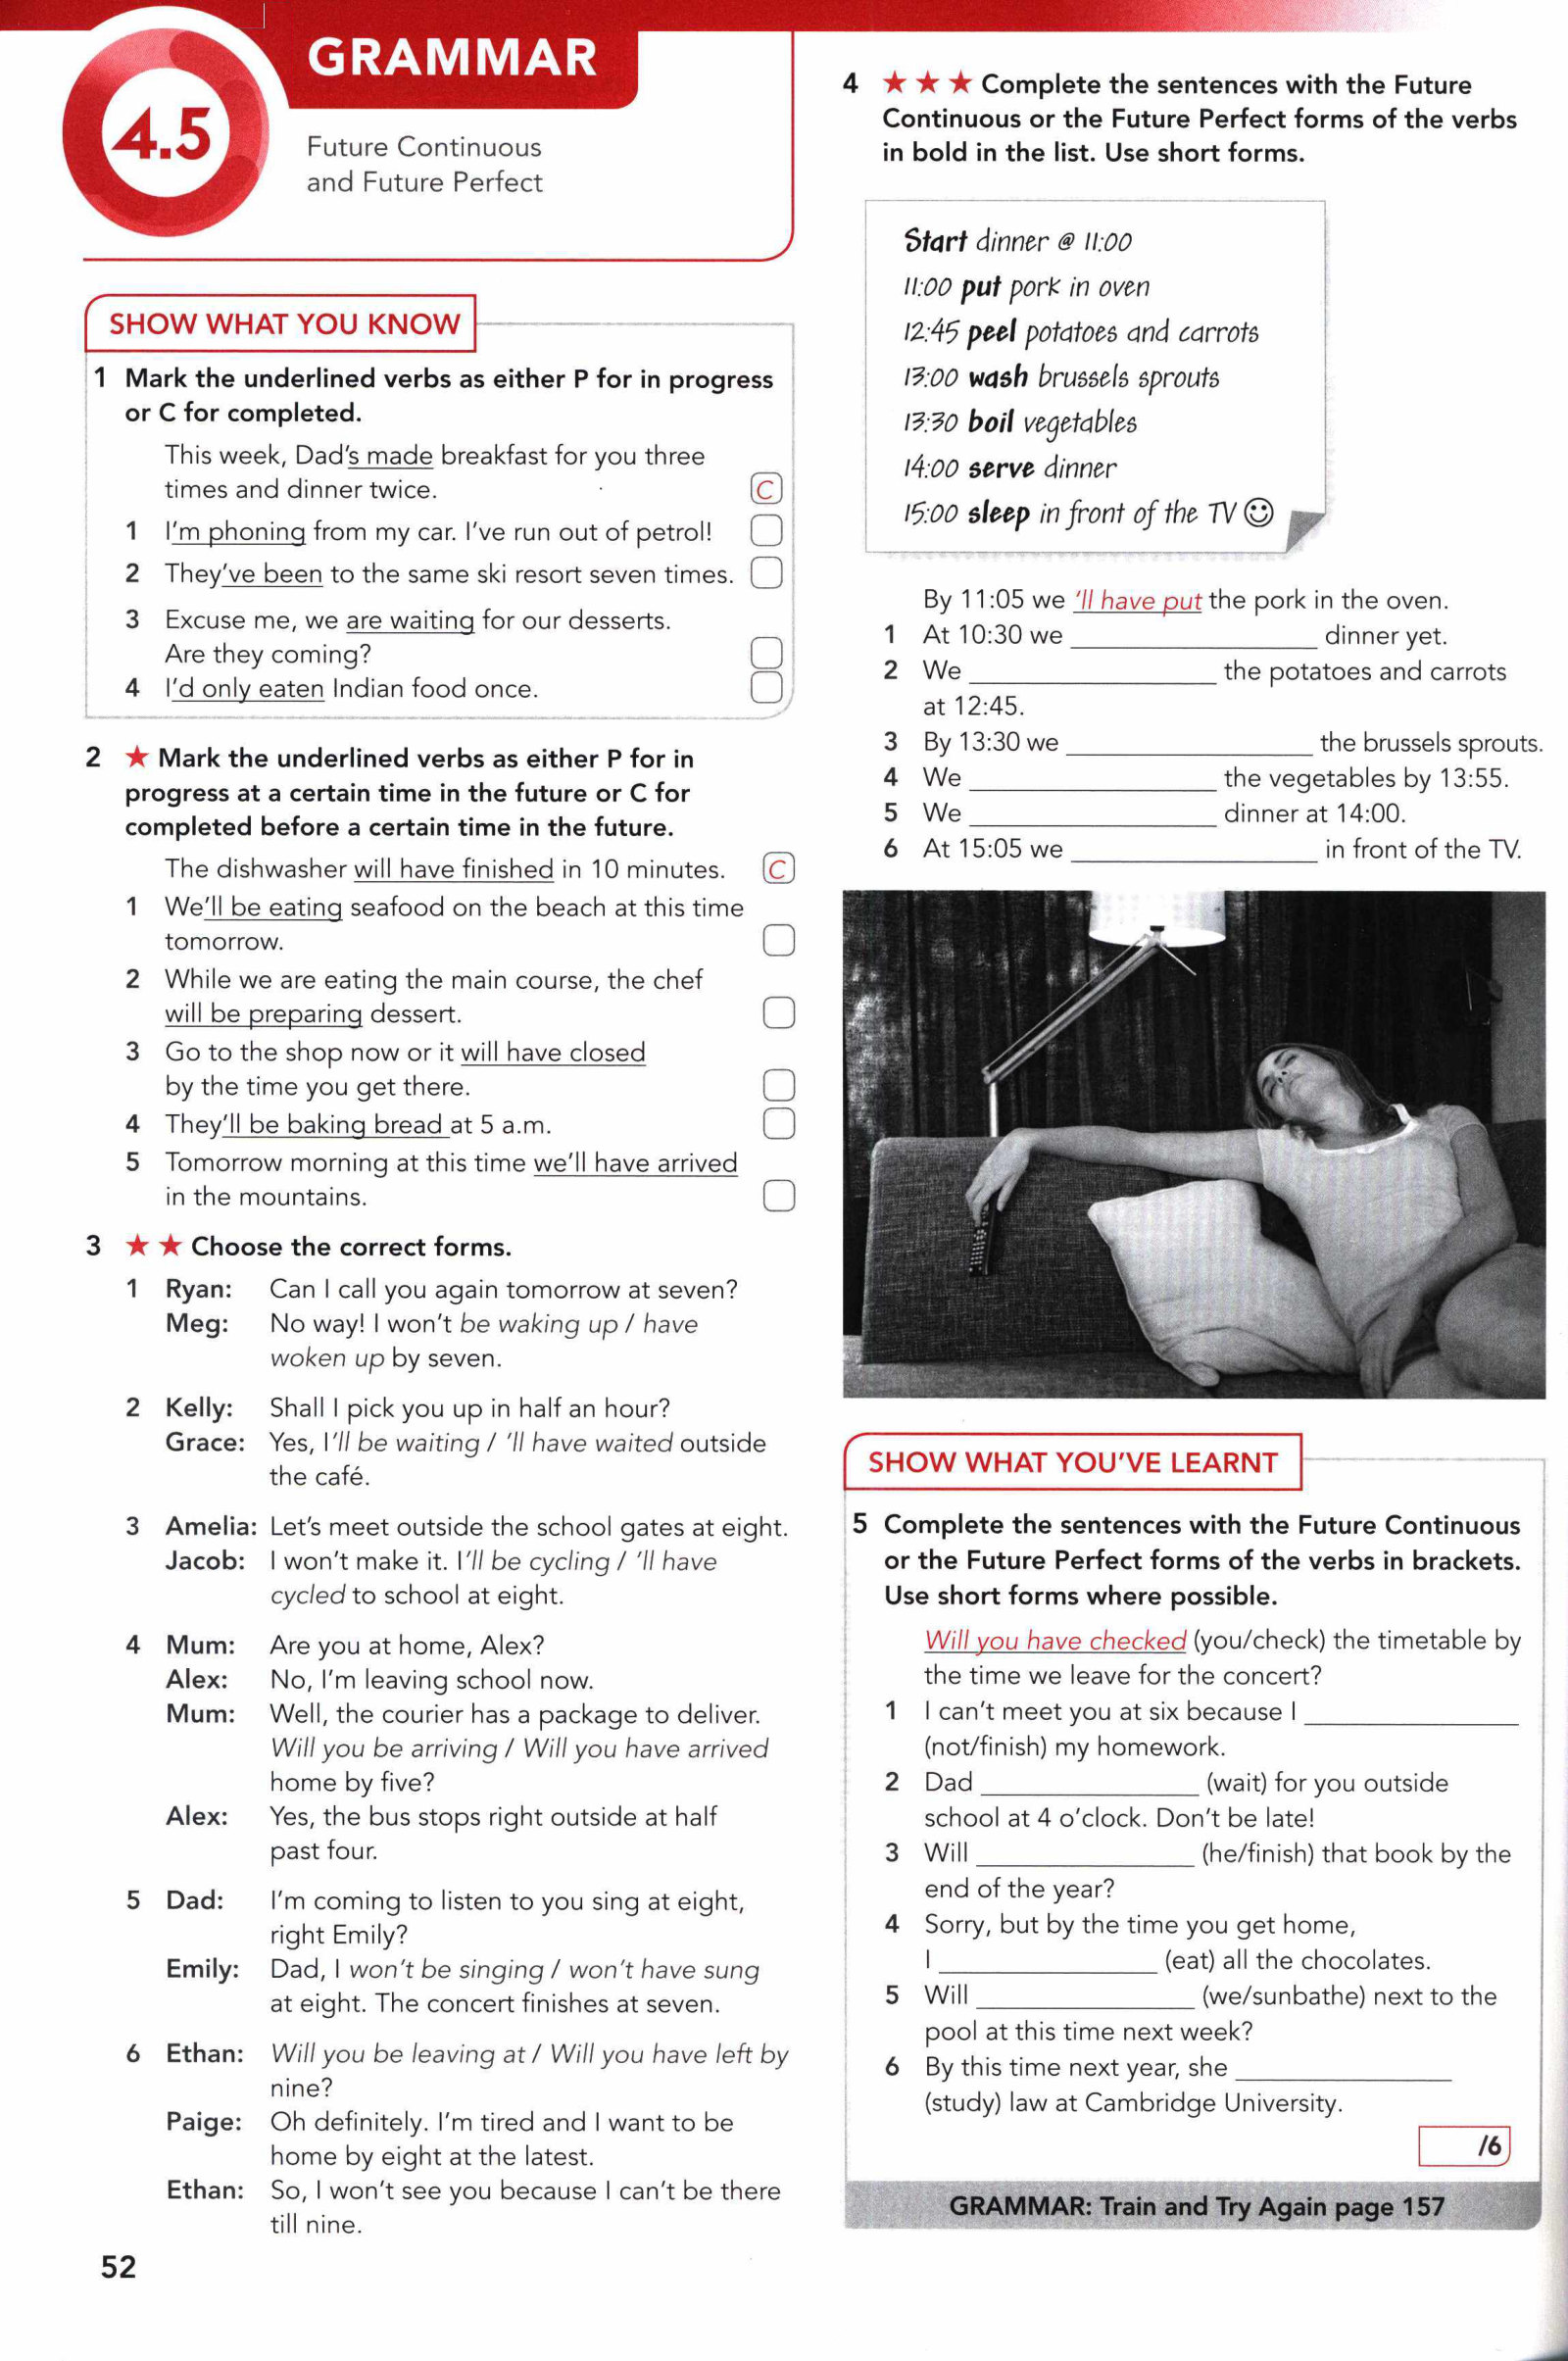 GRAMMAR
4.5
Future Continuous
and Future Perfect
SHOW WHAT YOU KNOW
1 Mark the underlined verbs as either P for in progress
or C for completed.
This week, Dad's made breakfast for you three
times and dinner twice. C
1 I'm phoning from my car. I've run out of petrol!
2 They've been to the same ski resort seven times.
3 Excuse me, we are waiting for our desserts.
Are they coming?
4 I'd only eaten Indian food once.
2 ★ Mark the underlined verbs as either P for in
progress at a certain time in the future or C for
completed before a certain time in the future.
The dishwasher will have finished in 10 minutes. C
1 We'll be eating seafood on the beach at this time
tomorrow.
2 While we are eating the main course, the chef
will be preparing dessert.
3 Go to the shop now or it will have closed
by the time you get there.
4 They'll be baking bread at 5 a.m.
5 Tomorrow morning at this time we'll have arrived
in the mountains.
3 ★ ★ Choose the correct forms.
1 Ryan: Can I call you again tomorrow at seven?
Meg: No way! I won't be waking up / have
woken up by seven.
2 Kelly: Shall I pick you up in half an hour?
Grace: Yes, I'll be waiting / 'll have waited outside
the café.
3 Amelia: Let's meet outside the school gates at eight.
Jacob: I won't make it. I'll be cycling / 'll have
cycled to school at eight.
4 Mum: Are you at home, Alex?
Alex: No, I'm leaving school now.
Mum: Well, the courier has a package to deliver.
Will you be arriving / Will you have arrived
home by five?
Alex: Yes, the bus stops right outside at half
past four.
5 Dad: I'm coming to listen to you sing at eight,
right Emily?
Emily: Dad, I won't be singing / won't have sung
at eight. The concert finishes at seven.
6 Ethan: Will you be leaving at / Will you have left by
nine?
Paige: Oh definitely. I'm tired and I want to be
home by eight at the latest.
Ethan: So, I won't see you because I can't be there
till nine.
52
4 ★ ★ ★ Complete the sentences with the Future
Continuous or the Future Perfect forms of the verbs
in bold in the list. Use short forms.
Start dinner @ 11:00
11:00 put pork in oven
12:45 peel potatoes and carrots
13:00 wash brussels sprouts
13:30 boil vegetables
14:00 serve dinner
15:00 sleep in front of the TV ☺
By 11:05 we 'll have put the pork in the oven.
1 At 10:30 we ____ dinner yet.
2 We ____ the potatoes and carrots
at 12:45.
3 By 13:30 we ____ the brussels sprouts.
4 We ____ the vegetables by 13:55.
5 We ____ dinner at 14:00.
6 At 15:05 we ____ in front of the TV.
SHOW WHAT YOU'VE LEARNT
5 Complete the sentences with the Future Continuous
or the Future Perfect forms of the verbs in brackets.
Use short forms where possible.
Will you have checked (you/check) the timetable by
the time we leave for the concert?
1 I can't meet you at six because I ____
(not/finish) my homework.
2 Dad ____ (wait) for you outside
school at 4 o'clock. Don't be late!
3 Will ____ (he/finish) that book by the
end of the year?
4 Sorry, but by the time you get home,
I ____ (eat) all the chocolates.
5 Will ____ (we/sunbathe) next to the
pool at this time next week?
6 By this time next year, she ____
(study) law at Cambridge University.
/6
GRAMMAR: Train and Try Again page 157